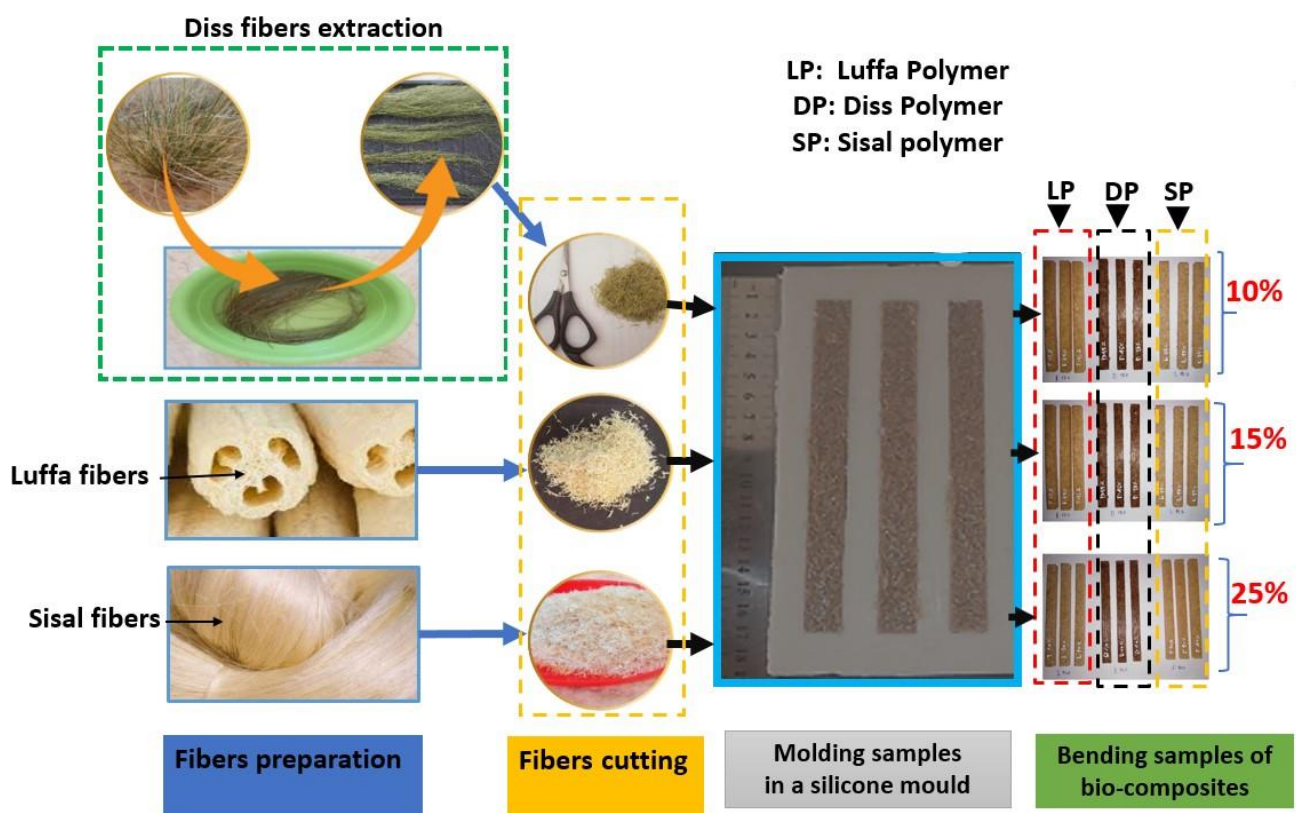 Diss fibers extraction
LP: Luffa Polymer
DP: Diss Polymer
SP: Sisal polymer
LP DP SP
10%
15%
25%
Luffa fibers
Sisal fibers
Fibers preparation
Fibers cutting
Molding samples
in a silicone mould
Bending samples of
bio-composites